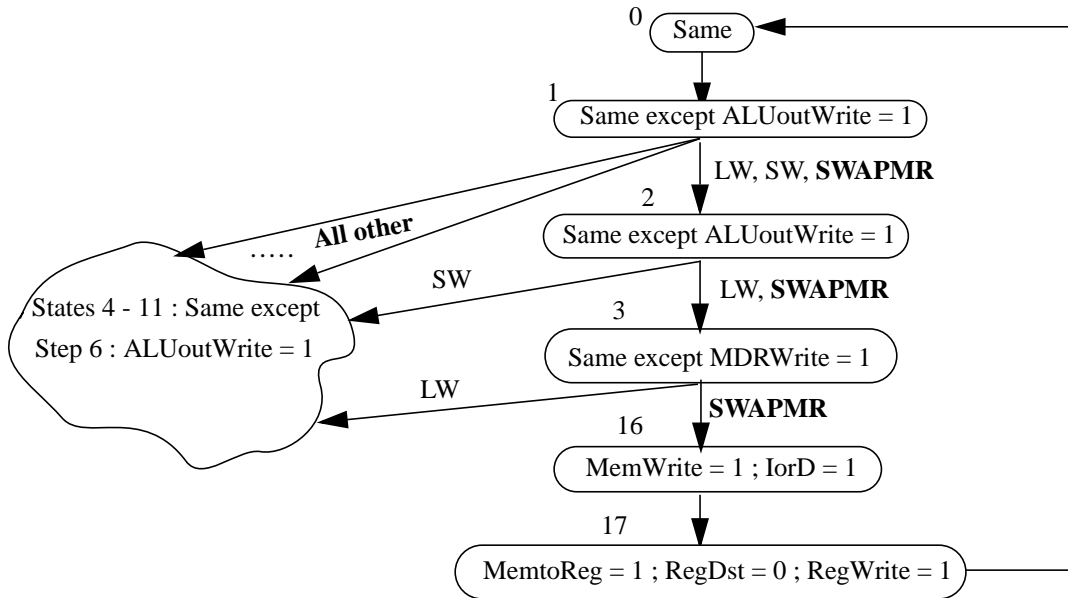 0
Same
1
Same except ALUoutWrite = 1
LW, SW, SWAPMR
2
All other
.....
Same except ALUoutWrite = 1
SW
LW, SWAPMR
States 4 - 11 : Same except
Step 6 : ALUoutWrite = 1
3
Same except MDRWrite = 1
LW
SWAPMR
16
MemWrite = 1 ; IorD = 1
17
MemtoReg = 1 ; RegDst = 0 ; RegWrite = 1